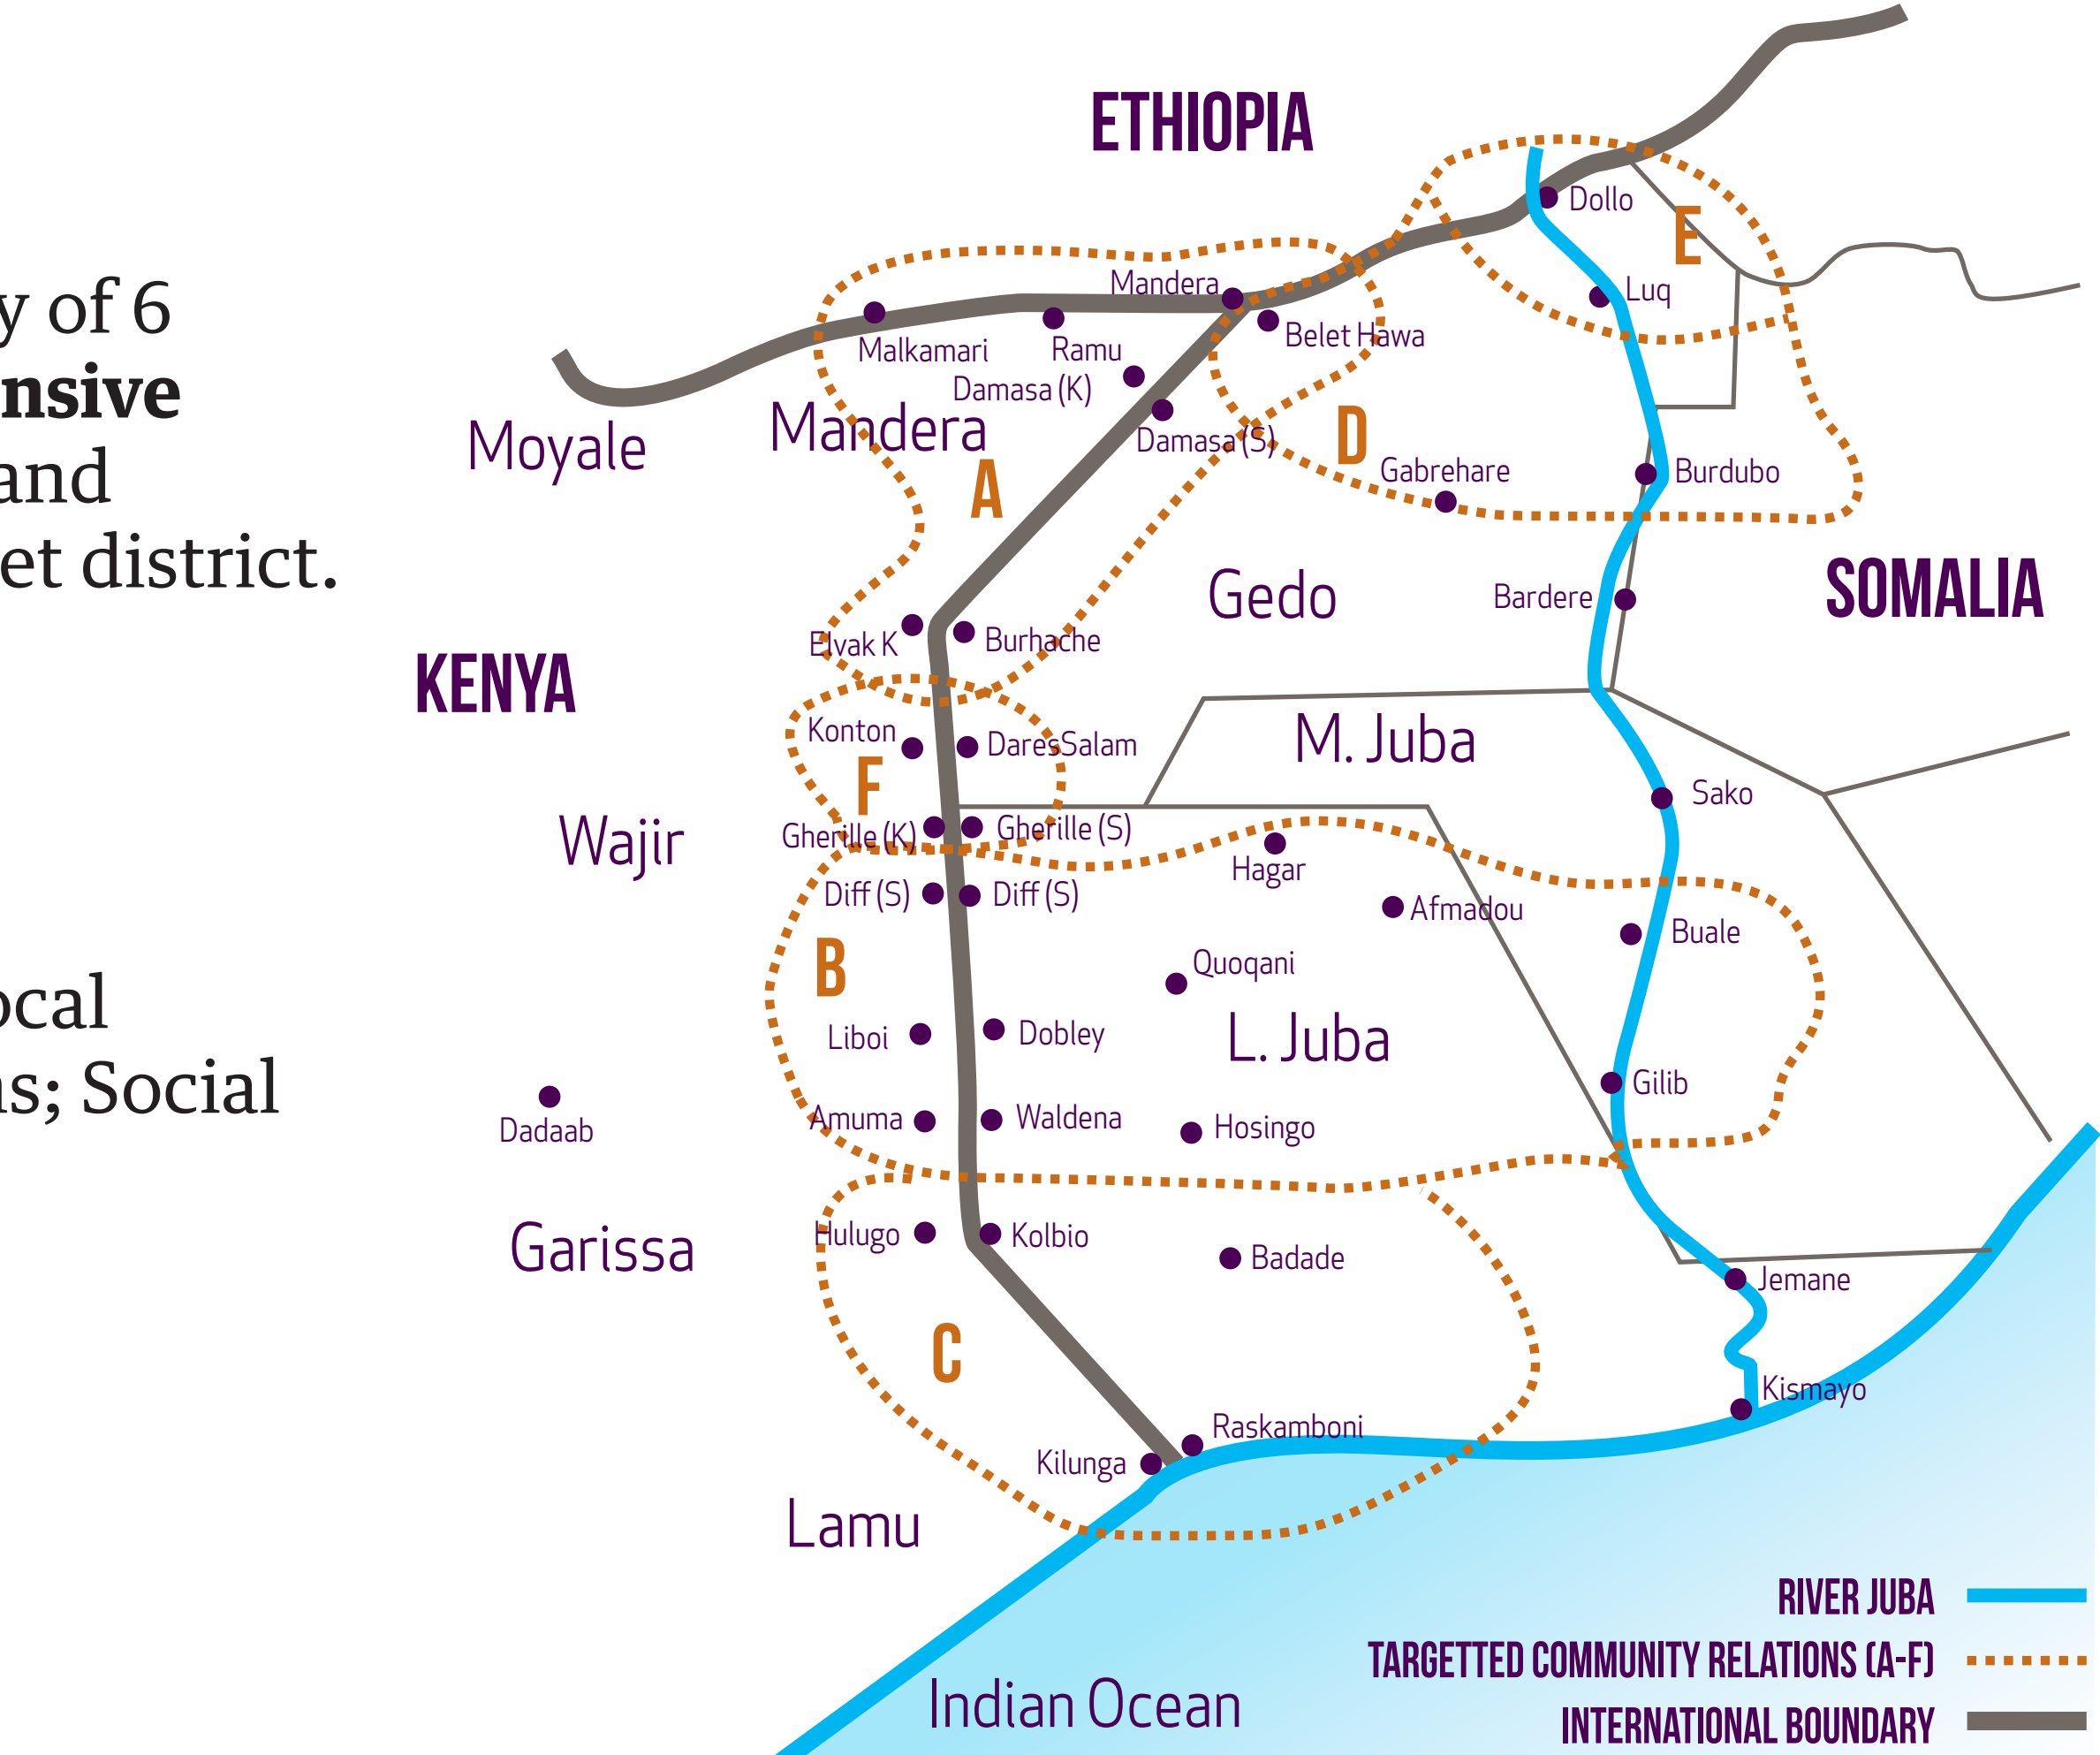 y of 6
nsive
and
et district.
ocal
ns; Social
ETHIOPIA
Dollo
E
Mandera
Luq
Belet Hawa
Malkamari
Ramu
Damasa (K)
Mandera
Moyale
Damasa (S)
D
Gabrehare
Burdubo
A
SOMALIA
Gedo
Bardere
Elvak K
Burhache
KENYA
Konton
DaresSalam
M. Juba
F
Sako
Wajir
Gherille (K)
Gherille (S)
Hagar
Diff (S)
Diff (S)
Afmadou
Buale
B
Quoqani
Liboi
Dobley
L. Juba
Gilib
Dadaab
Amuma
Waldena
Hosingo
Garissa
Hulugo
Kolbio
Badade
Jemane
C
Kismayo
Raskamboni
Kilunga
Lamu
RIVER JUBA
TARGETTED COMMUNITY RELATIONS (A-F)
Indian Ocean
INTERNATIONAL BOUNDARY